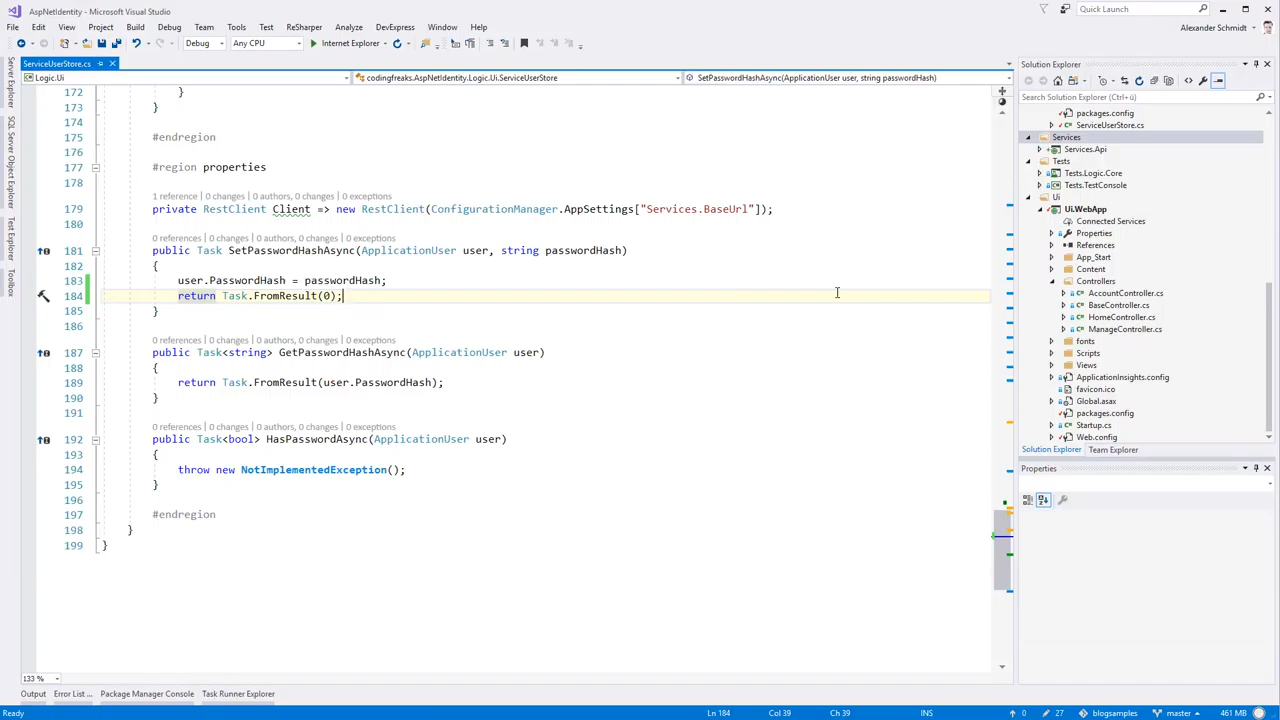 AspNetIdentity - Microsoft Visual Studio
Quick Launch
File Edit View Project Build Debug Team Tools Test ReSharper Analyze DevExpress Window Help
Alexander Schmidt
Debug Any CPU Internet Explorer
ServiceUserStore.cs
Logic.Ui
codingfreaks.AspNetIdentity.Logic.Ui.ServiceUserStore
SetPasswordHashAsync(ApplicationUser user, string passwordHash)
Server Explorer
SQL Server Object Explorer
Test Explorer
Toolbox
172 }
173 }
174
175 #endregion
176
177 #region properties
178
1 reference | 0 changes | 0 authors, 0 changes | 0 exceptions
179 private RestClient Client => new RestClient(ConfigurationManager.AppSettings["Services.BaseUrl"]);
180
0 references | 0 changes | 0 authors, 0 changes | 0 exceptions
181 public Task SetPasswordHashAsync(ApplicationUser user, string passwordHash)
182 {
183 user.PasswordHash = passwordHash;
184 return Task.FromResult(0);
185 }
186
0 references | 0 changes | 0 authors, 0 changes | 0 exceptions
187 public Task<string> GetPasswordHashAsync(ApplicationUser user)
188 {
189 return Task.FromResult(user.PasswordHash);
190 }
191
0 references | 0 changes | 0 authors, 0 changes | 0 exceptions
192 public Task<bool> HasPasswordAsync(ApplicationUser user)
193 {
194 throw new NotImplementedException();
195 }
196
197 #endregion
198 }
199 }
133 %
Solution Explorer
Search Solution Explorer (Ctrl+ü)
packages.config
ServiceUserStore.cs
Services
Services.Api
Tests
Tests.Logic.Core
Tests.TestConsole
Ui
Ui.WebApp
Connected Services
Properties
References
App_Start
Content
Controllers
AccountController.cs
BaseController.cs
HomeController.cs
ManageController.cs
fonts
Scripts
Views
ApplicationInsights.config
favicon.ico
Global.asax
packages.config
Startup.cs
Web.config
Solution Explorer Team Explorer
Properties
Output Error List ... Package Manager Console Task Runner Explorer
Ln 184 Col 39 Ch 39 INS 0 27 blogsamples master 461 MB